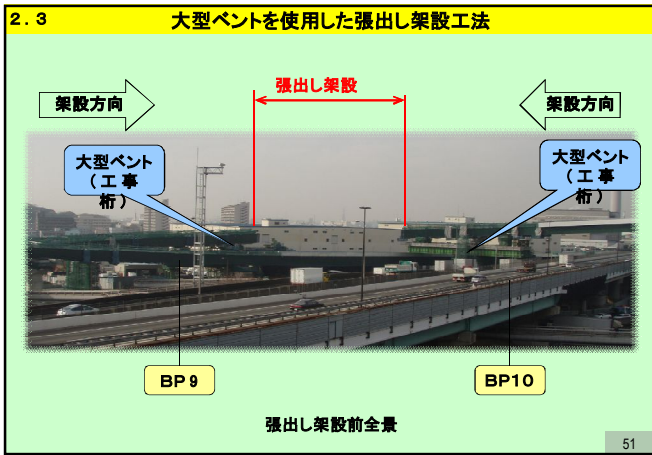 2.3 大型ベントを使用した張出し架設工法
張出し架設
架設方向
架設方向
大型ベント
(工事
桁)
大型ベント
(工事
桁)
BP9
BP10
張出し架設前全景
51